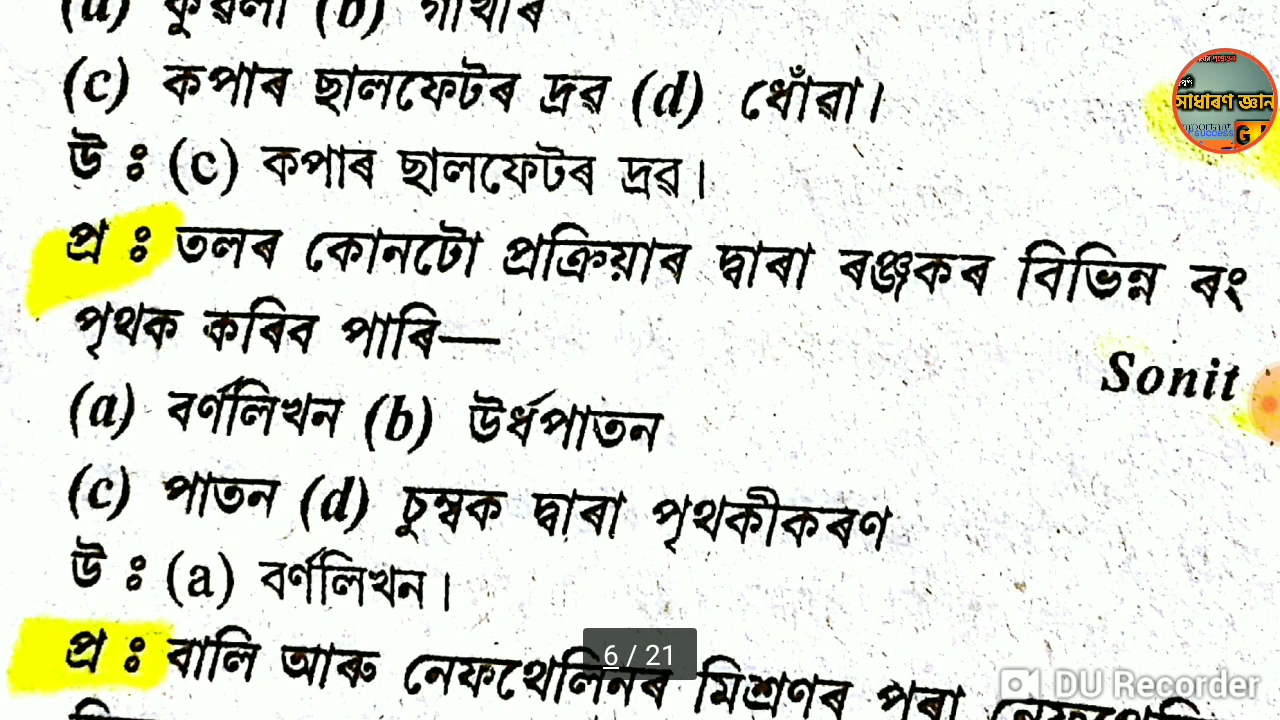 (a) কুৱঁলী (b) গাখীৰ
(c) কপাৰ ছালফেটৰ দ্ৰৱ (d) ধোঁৱা।
উ ঃ (c) কপাৰ ছালফেটৰ দ্ৰৱ।
প্ৰ ঃ তলৰ কোনটো প্ৰক্ৰিয়াৰ দ্বাৰা ৰঞ্জকৰ বিভিন্ন ৰং
পৃথক কৰিব পাৰি—
(a) বৰ্ণলিখন (b) উৰ্ধপাতন
(c) পাতন (d) চুম্বক দ্বাৰা পৃথকীকৰণ
উ ঃ (a) বৰ্ণলিখন।
প্ৰ ঃ বালি আৰু নেফথেলিনৰ মিশ্ৰণৰ পৰা
সাধাৰণ জ্ঞান
SUCCESS
G
Sonit
6 / 21
DU Recorder